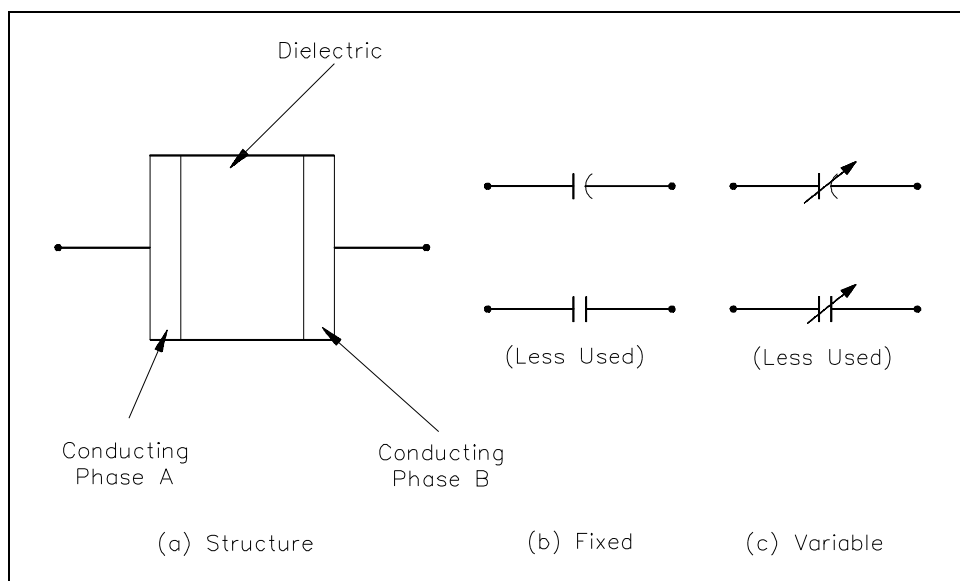 Dielectric
(Less Used)
(Less Used)
Conducting
Phase A
Conducting
Phase B
(a) Structure
(b) Fixed
(c) Variable